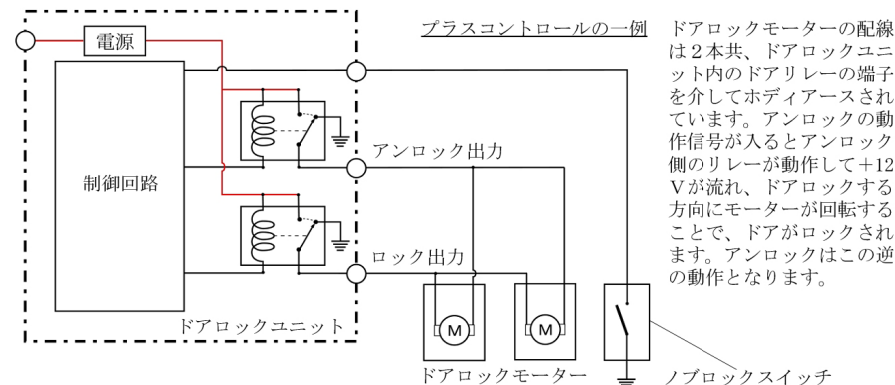 プラスコントロールの一例
ドアロックモーターの配線
は２本共、ドアロックユニ
ット内のドアリレーの端子
を介してホディアースされ
ています。アンロックの動
作信号が入るとアンロック
側のリレーが動作して＋12
Ｖが流れ、ドアロックする
方向にモーターが回転する
ことで、ドアがロックされ
ます。アンロックはこの逆
の動作となります。
電源
制御回路
アンロック出力
ロック出力
ドアロックユニット
M
M
ドアロックモーター
ノブロックスイッチ